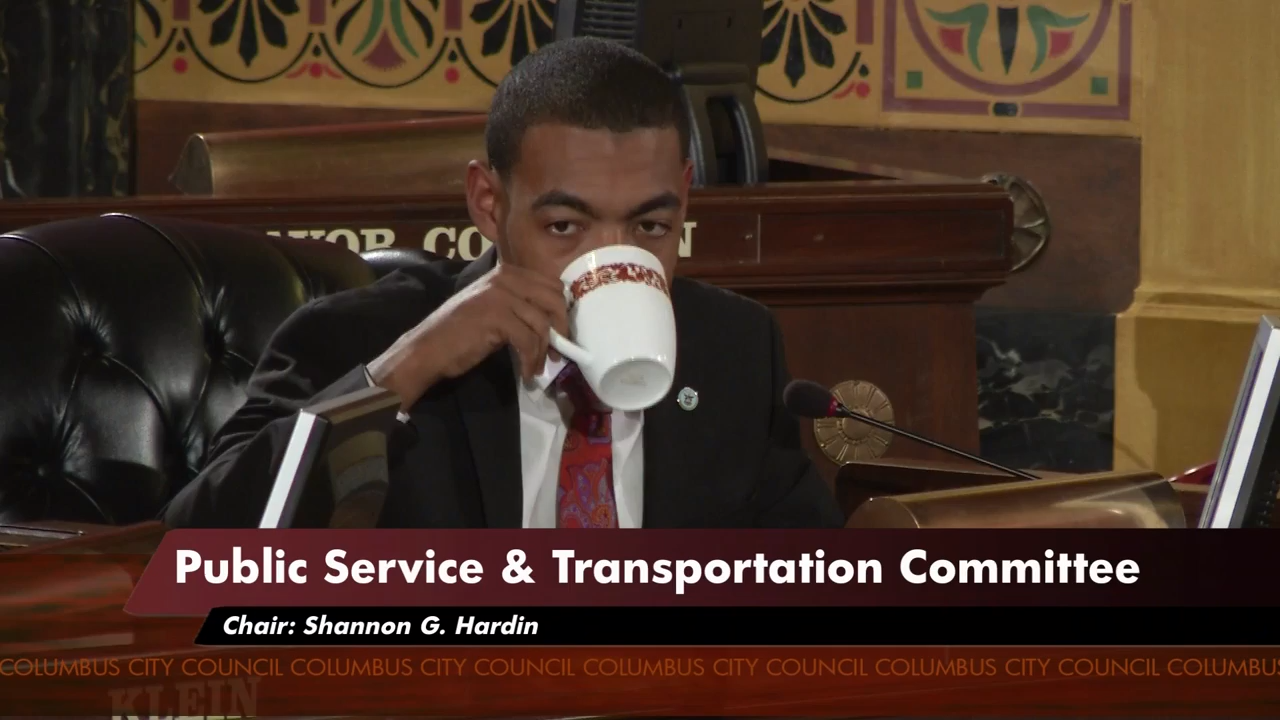 Public Service & Transportation Committee
Chair: Shannon G. Hardin
COLUMBUS CITY COUNCIL COLUMBUS CITY COUNCIL COLUMBUS CITY COUNCIL COLUMBUS CITY COUNCIL COLUMBUS
KLEIN